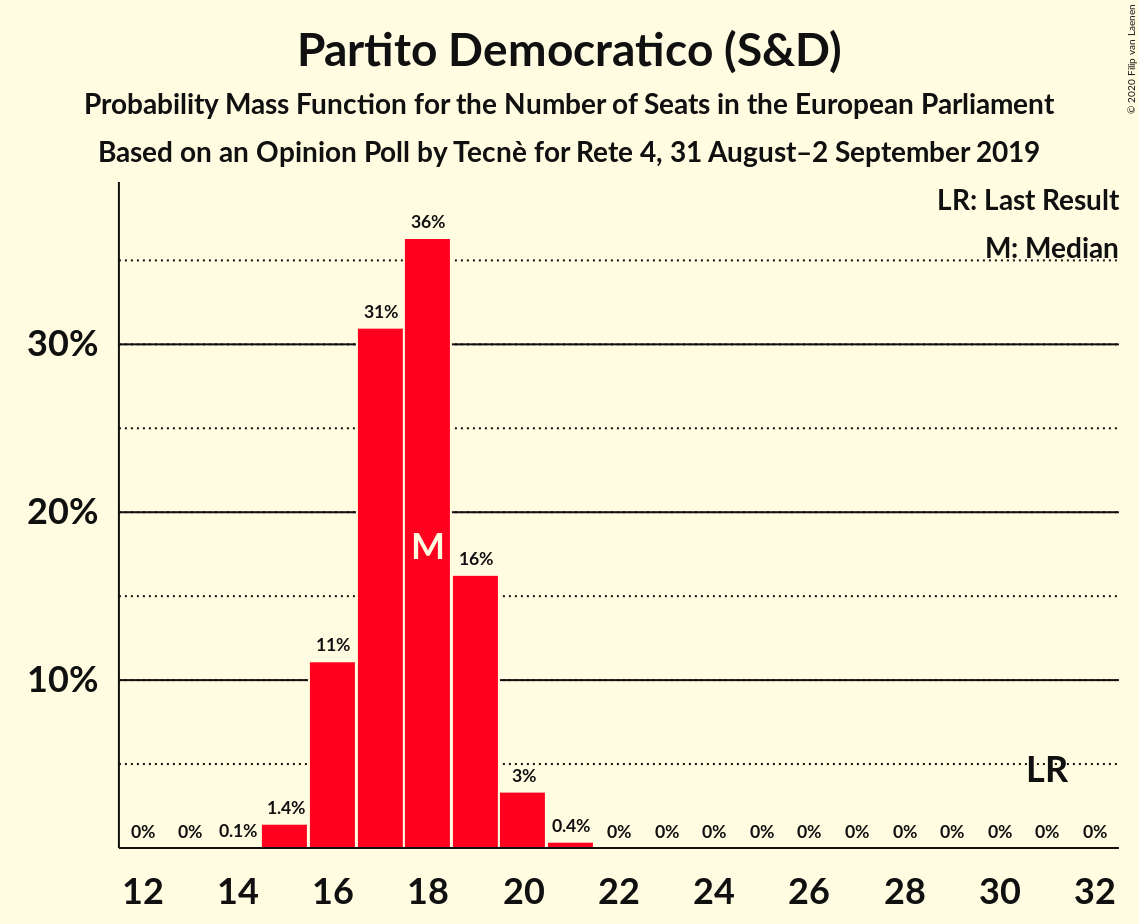 Partito Democratico (S&D)
Probability Mass Function for the Number of Seats in the European Parliament
Based on an Opinion Poll by Tecnè for Rete 4, 31 August–2 September 2019
© 2020 Filip van Laenen
LR: Last Result
M: Median
36%
31%
30%
20%
M
16%
11%
10%
LR
3%
1.4%
0.4%
0% 0% 0.1% 0% 0% 0% 0% 0% 0% 0% 0% 0% 0% 0%
12 14 16 18 20 22 24 26 28 30 32